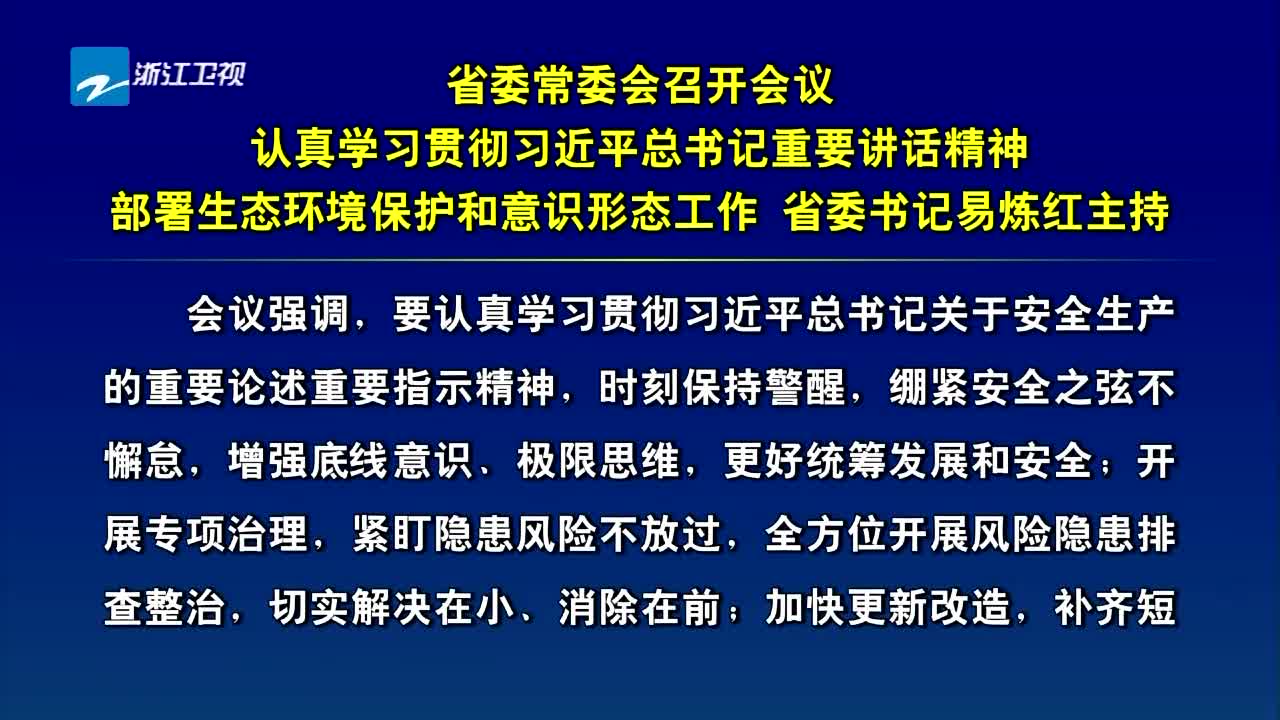 浙江卫视
省委常委会召开会议
认真学习贯彻习近平总书记重要讲话精神
部署生态环境保护和意识形态工作 省委书记易炼红主持
会议强调，要认真学习贯彻习近平总书记关于安全生产
的重要论述重要指示精神，时刻保持警醒，绷紧安全之弦不
懈怠，增强底线意识、极限思维，更好统筹发展和安全；开
展专项治理，紧盯隐患风险不放过，全方位开展风险隐患排
查整治，切实解决在小、消除在前；加快更新改造，补齐短